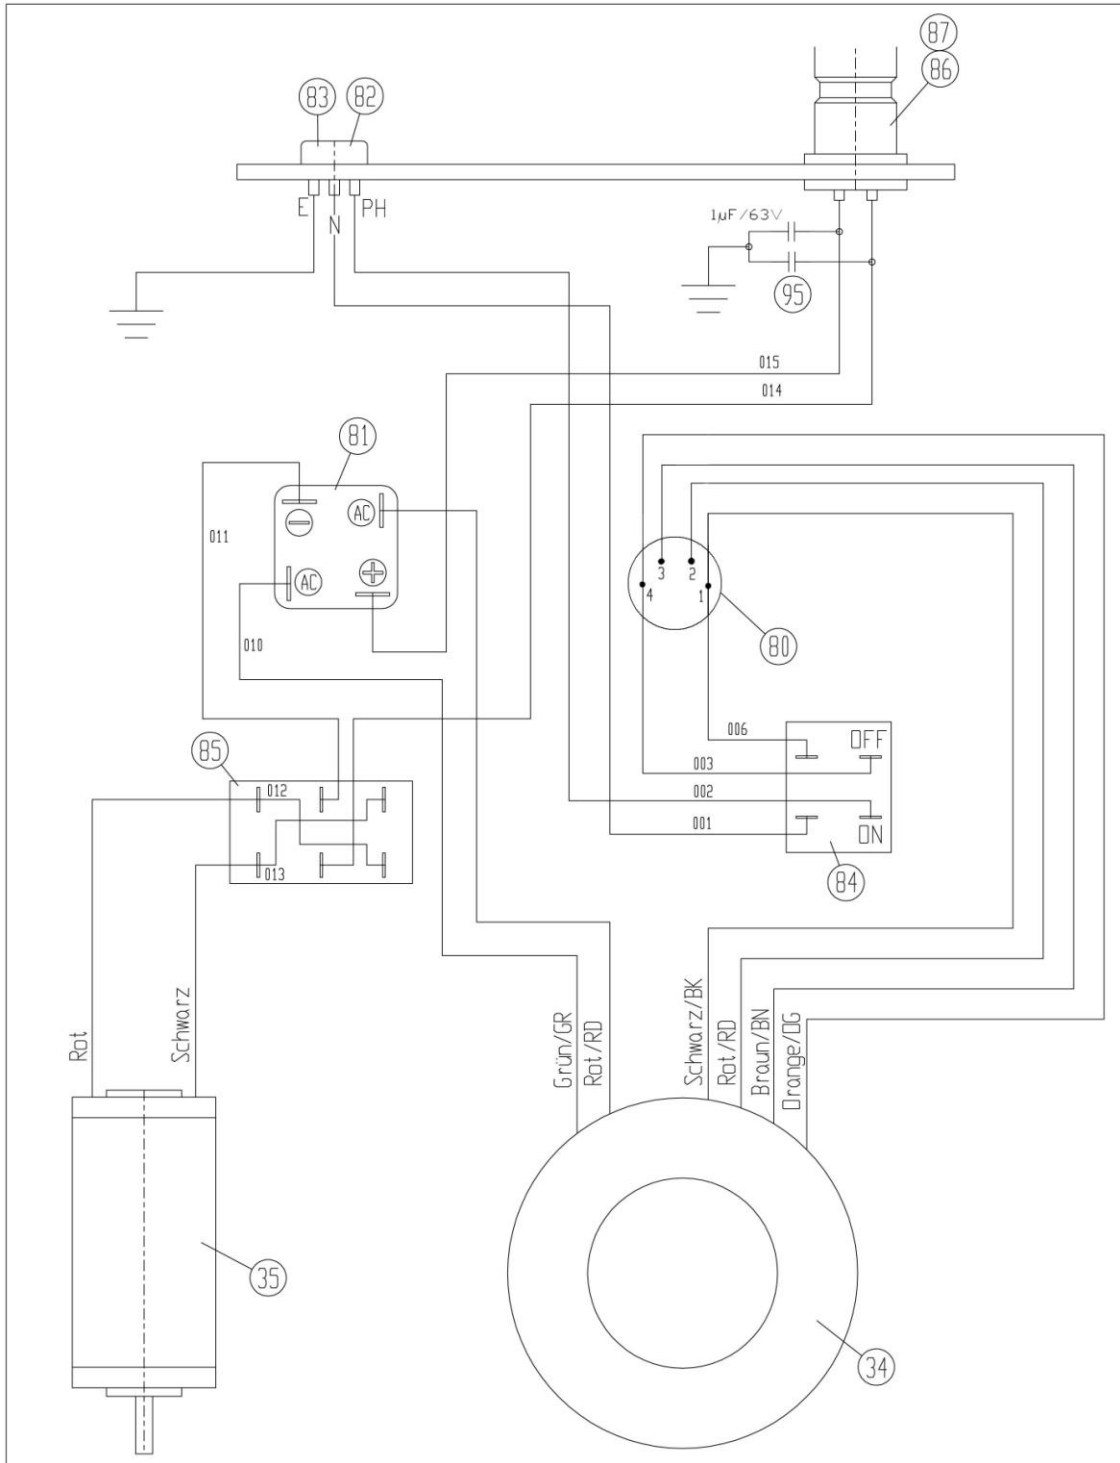 87
86
83
82
E
N
PH
1µF/63V
95
015
014
81
011
AC
-
+
AC
010
3
2
4
1
80
006
OFF
003
002
001
ON
84
85
012
013
Rot
Schwarz
Grün/GR
Rot/RD
Schwarz/BK
Rot/RD
Braun/BN
Orange/OG
35
34